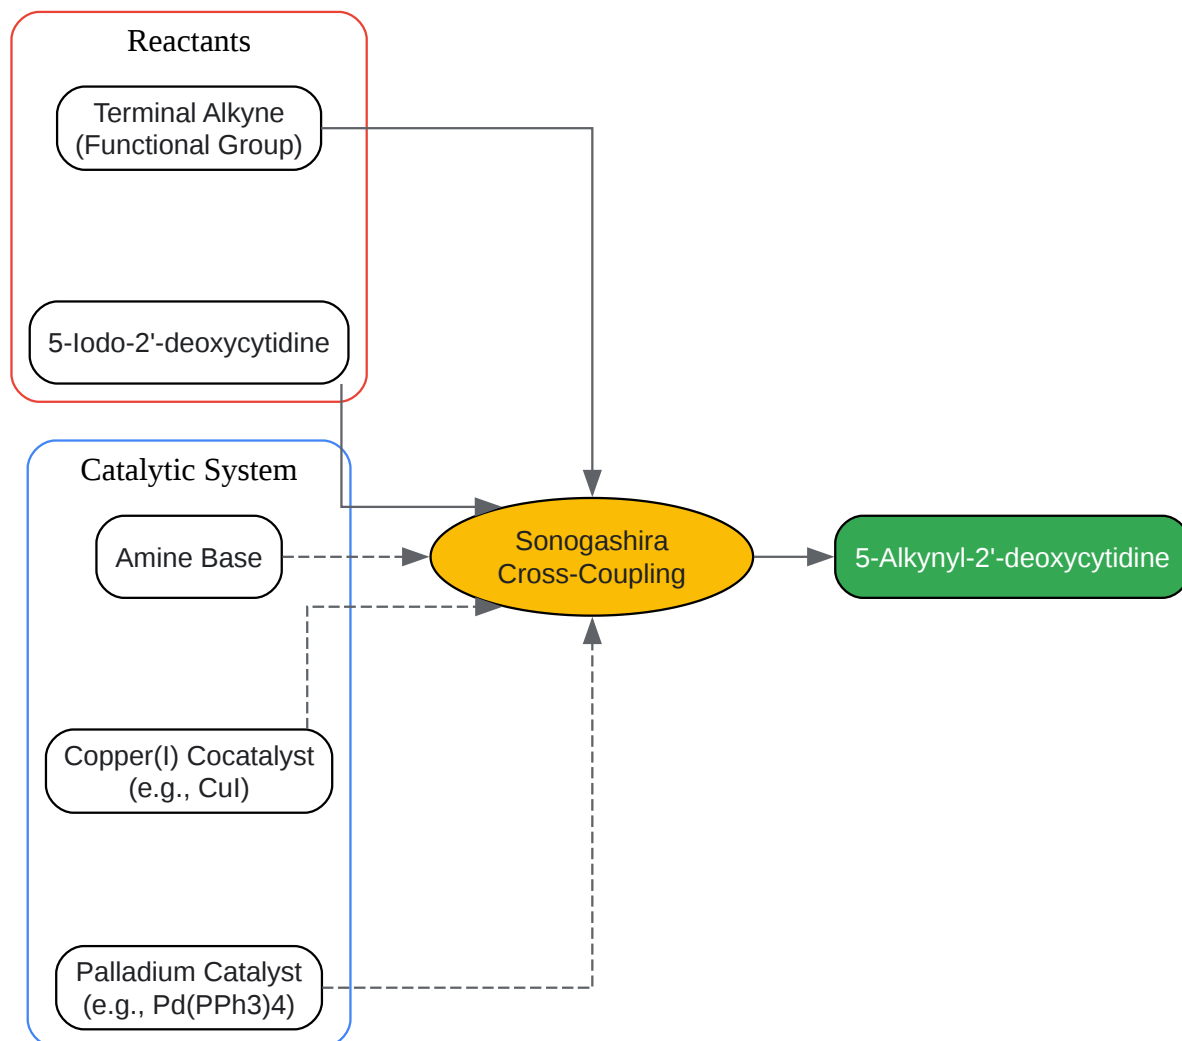 Reactants
Terminal Alkyne
(Functional Group)
5-Iodo-2'-deoxycytidine
Catalytic System
Amine Base
Copper(I) Cocatalyst
(e.g., CuI)
Palladium Catalyst
(e.g., Pd(PPh3)4)
Sonogashira
Cross-Coupling
5-Alkynyl-2'-deoxycytidine